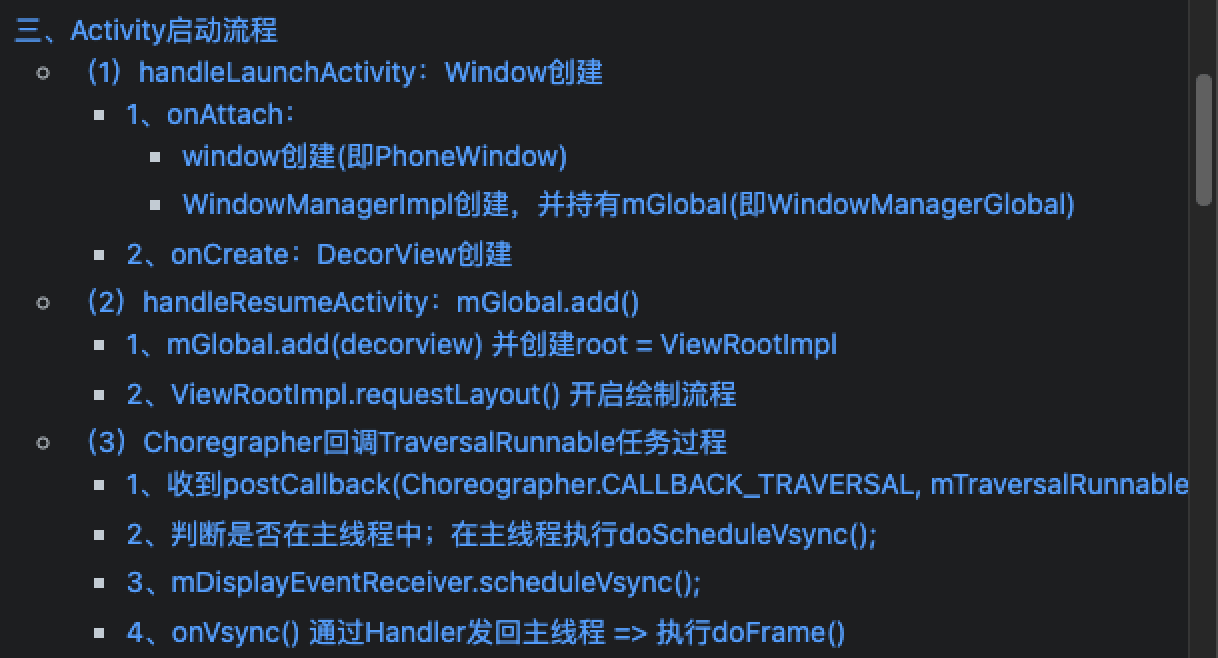 三、Activity启动流程
（1）handleLaunchActivity：Window创建
1、onAttach：
window创建(即PhoneWindow)
WindowManagerImpl创建，并持有mGlobal(即WindowManagerGlobal)
2、onCreate：DecorView创建
（2）handleResumeActivity：mGlobal.add()
1、mGlobal.add(decorview) 并创建root = ViewRootImpl
2、ViewRootImpl.requestLayout() 开启绘制流程
（3）Choregrapher回调TraversalRunnable任务过程
1、收到postCallback(Choreographer.CALLBACK_TRAVERSAL, mTraversalRunnable
2、判断是否在主线程中；在主线程执行doScheduleVsync();
3、mDisplayEventReceiver.scheduleVsync();
4、onVsync() 通过Handler发回主线程 => 执行doFrame()